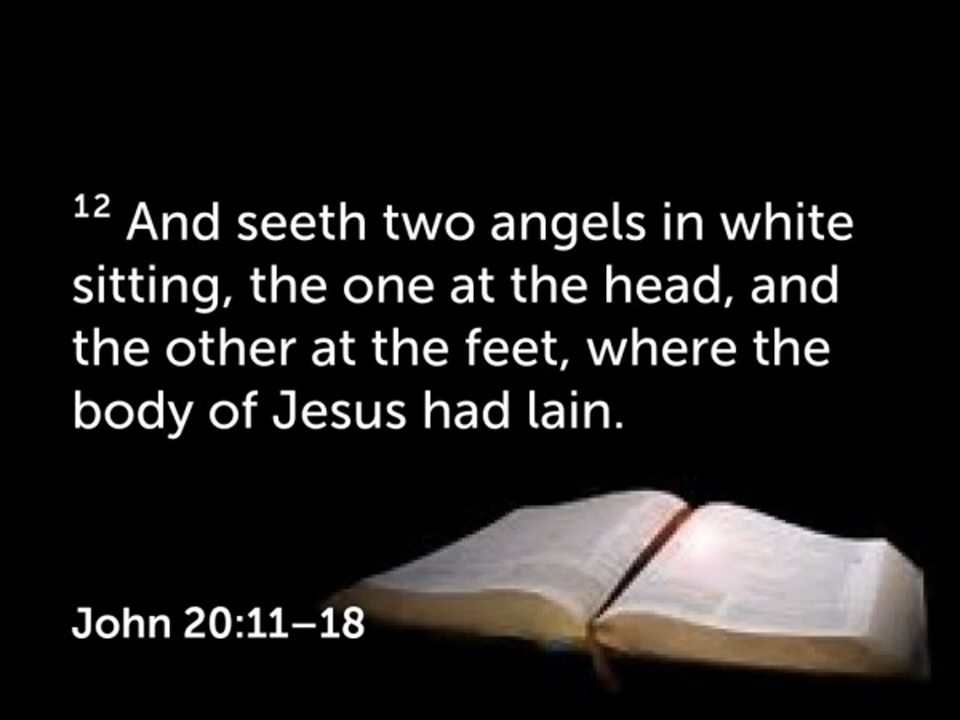 12 And seeth two angels in white
sitting, the one at the head, and
the other at the feet, where the
body of Jesus had lain.
John 20:11–18